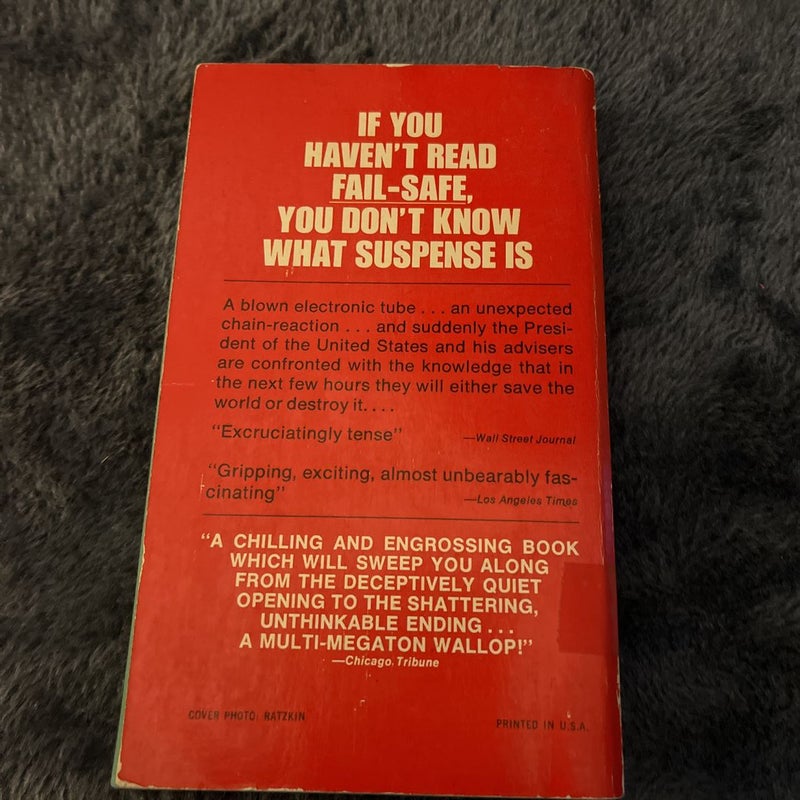 IF YOU
HAVEN'T READ
FAIL-SAFE,
YOU DON'T KNOW
WHAT SUSPENSE IS
A blown electronic tube . . . an unexpected
chain-reaction . . . and suddenly the Presi-
dent of the United States and his advisers
are confronted with the knowledge that in
the next few hours they will either save the
world or destroy it. . . .
"Excruciatingly tense" —Wall Street Journal
"Gripping, exciting, almost unbearably fas-
cinating" —Los Angeles Times
"A CHILLING AND ENGROSSING BOOK
WHICH WILL SWEEP YOU ALONG
FROM THE DECEPTIVELY QUIET
OPENING TO THE SHATTERING,
UNTHINKABLE ENDING . . .
A MULTI-MEGATON WALLOP!"
—Chicago Tribune
COVER PHOTO: RATZKIN PRINTED IN U.S.A.